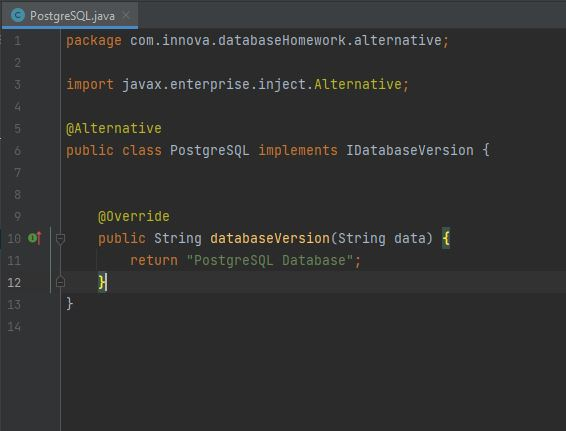 PostgreSQL.java
1 package com.innova.databaseHomework.alternative;
2
3 import javax.enterprise.inject.Alternative;
4
5 @Alternative
6 public class PostgreSQL implements IDatabaseVersion {
7
8
9 @Override
10 public String databaseVersion(String data) {
11 return "PostgreSQL Database";
12 }
13 }
14